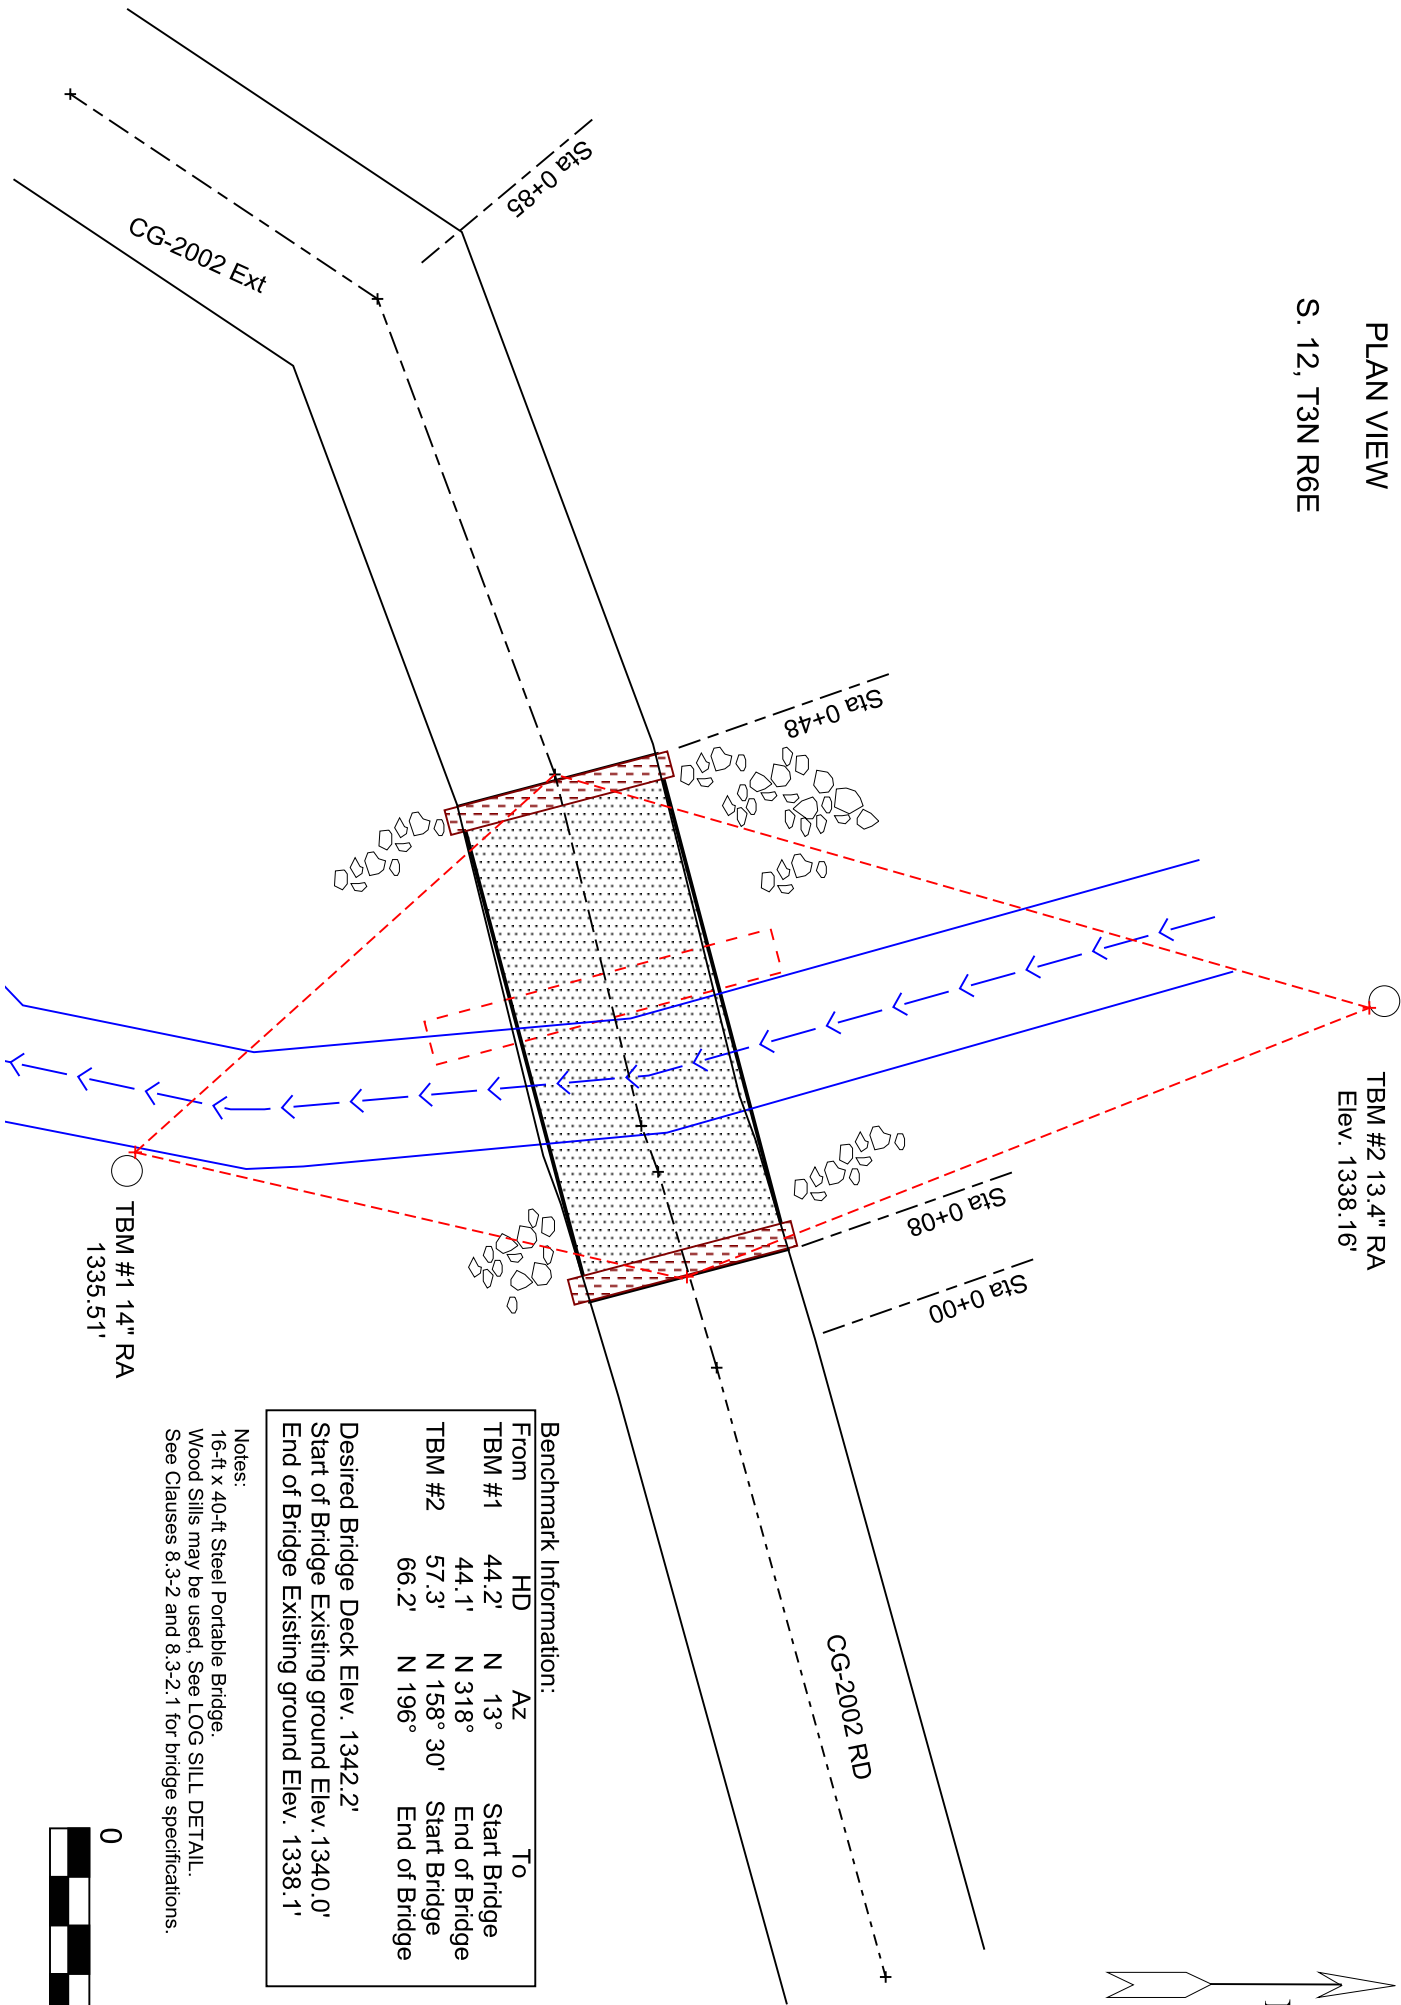 PLAN VIEW
S. 12, T3N R6E
Sta 0+85
CG-2002 Ext
Sta 0+48
TBM #2 13.4" RA
Elev. 1338.16'
Sta 0+08
Sta 0+00
TBM #1 14" RA
1335.51'
CG-2002 RD
Benchmark Information:
From HD Az To
TBM #1 44.2' N 13° Start Bridge
44.1' N 318° End of Bridge
TBM #2 57.3' N 158° 30' Start Bridge
66.2' N 196° End of Bridge
Desired Bridge Deck Elev. 1342.2'
Start of Bridge Existing ground Elev.1340.0'
End of Bridge Existing ground Elev. 1338.1'
Notes:
16-ft x 40-ft Steel Portable Bridge.
Wood Sills may be used, See LOG SILL DETAIL.
See Clauses 8.3-2 and 8.3-2.1 for bridge specifications.
0